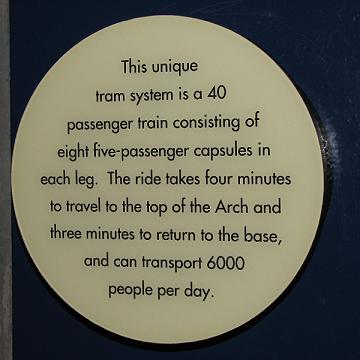 This unique
tram system is a 40
passenger train consisting of
eight five-passenger capsules in
each leg. The ride takes four minutes
to travel to the top of the Arch and
three minutes to return to the base,
and can transport 6000
people per day.